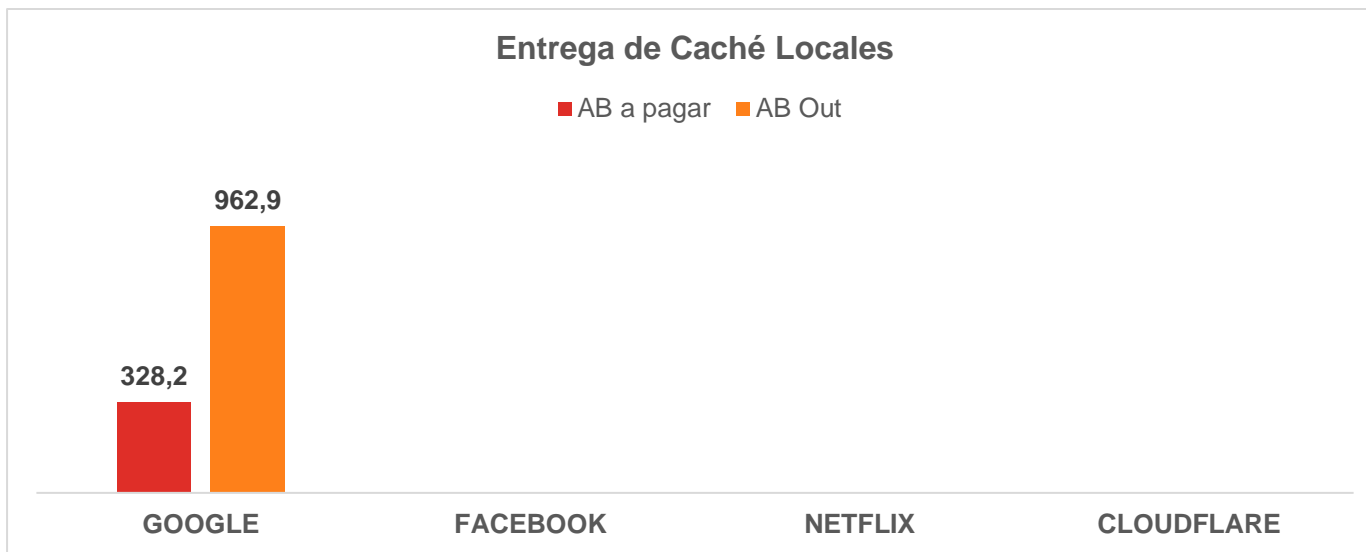 Entrega de Caché Locales
AB a pagar AB Out
962,9
328,2
GOOGLE FACEBOOK NETFLIX CLOUDFLARE